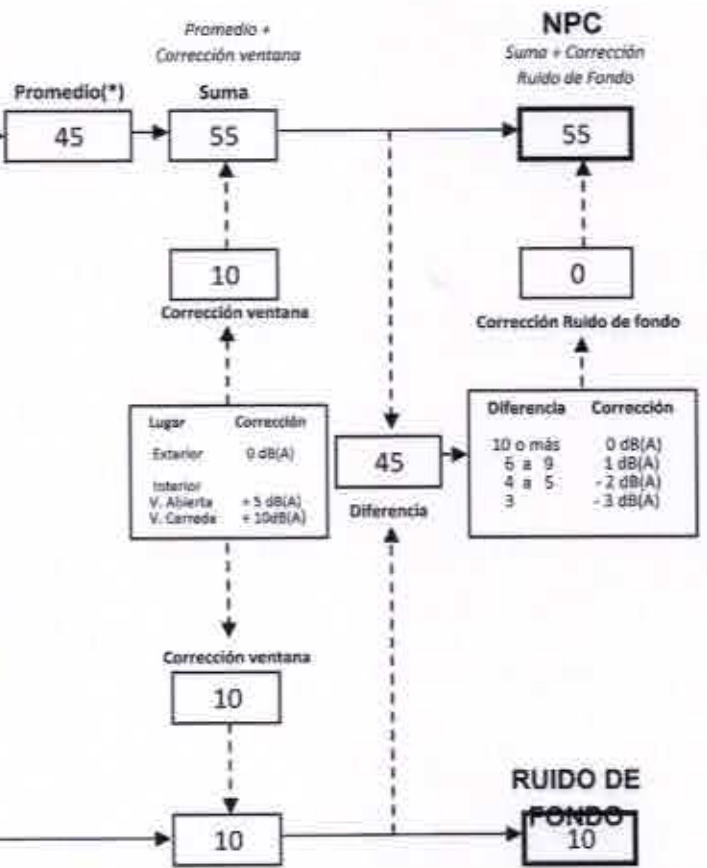 Promedio +
Corrección ventana
NPC
Suma + Corrección
Ruido de Fondo
Promedio(*)
Suma
45
55
55
10
0
Corrección ventana
Corrección Ruido de fondo
Lugar Corrección
Exterior 0 dB(A)
Interior
V. Abierta + 5 dB(A)
V. Cerrada + 10dB(A)
45
Diferencia
Diferencia Corrección
10 o más 0 dB(A)
6 a 9 1 dB(A)
4 a 5 - 2 dB(A)
3 - 3 dB(A)
Corrección ventana
10
RUIDO DE
FONDO
10
10